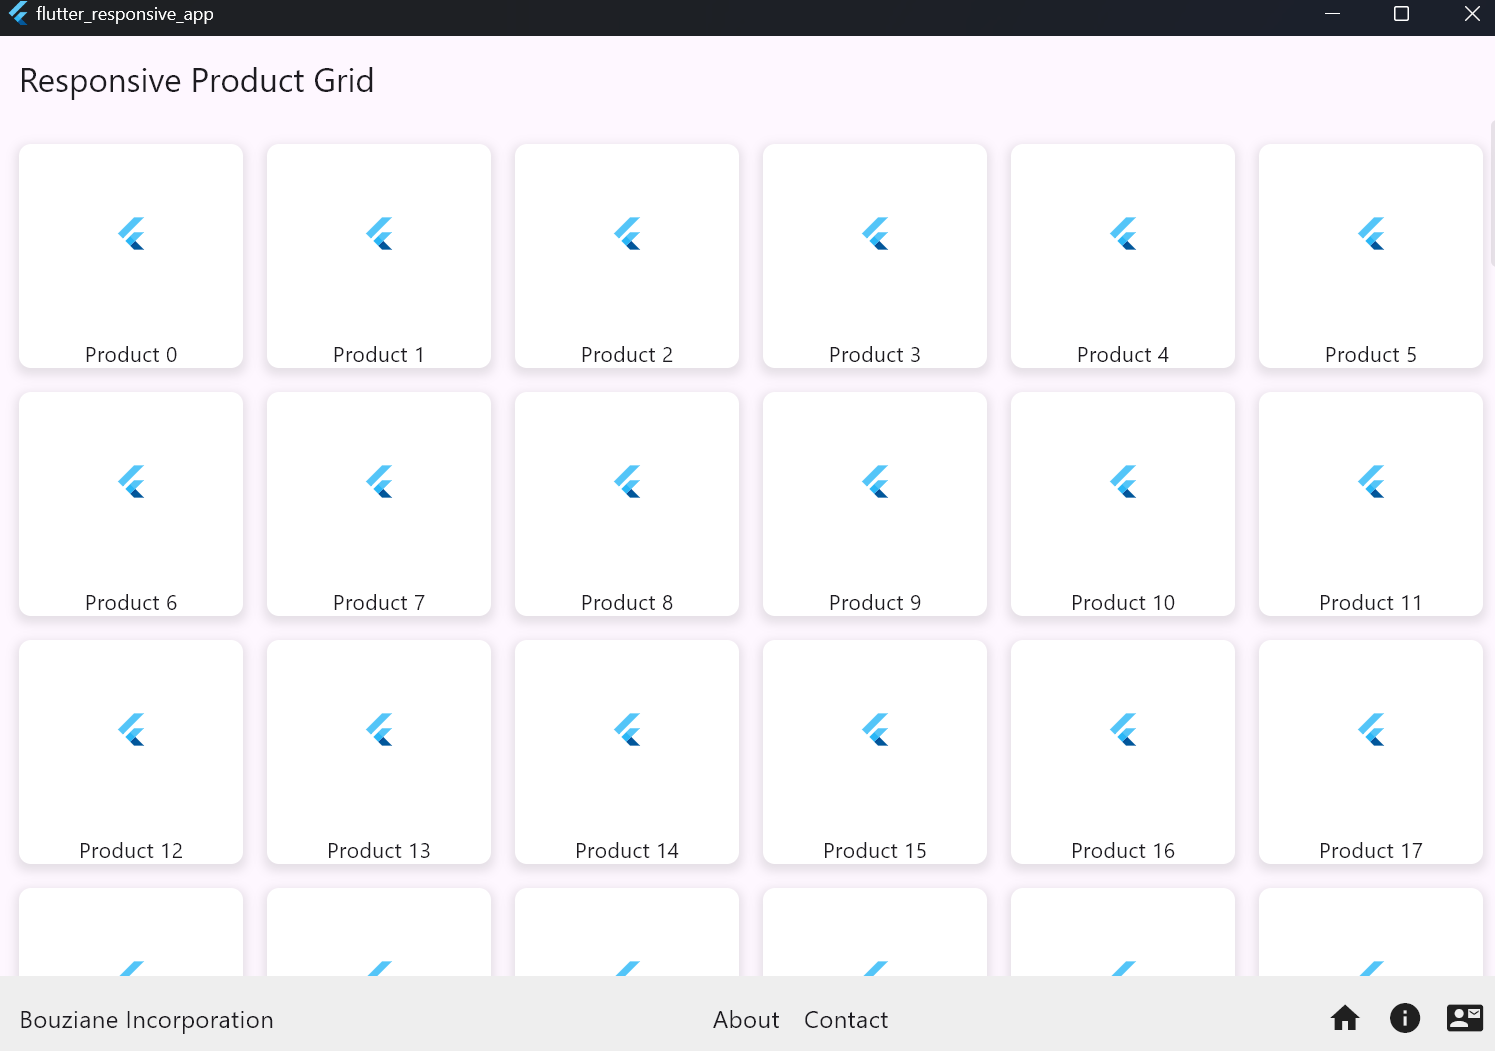 flutter_responsive_app
Responsive Product Grid
Product 0
Product 1
Product 2
Product 3
Product 4
Product 5
Product 6
Product 7
Product 8
Product 9
Product 10
Product 11
Product 12
Product 13
Product 14
Product 15
Product 16
Product 17
Bouziane Incorporation
About
Contact